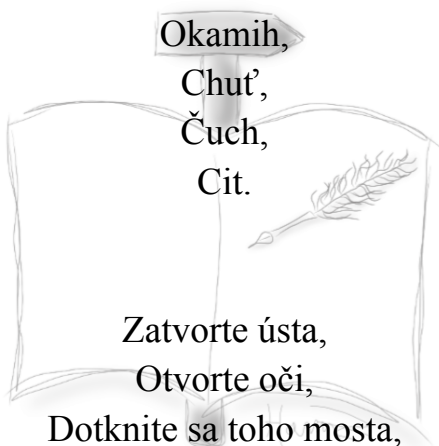 Okamih,
Chuť,
Čuch,
Cit.
Zatvorte ústa,
Otvorte oči,
Dotknite sa toho mosta,